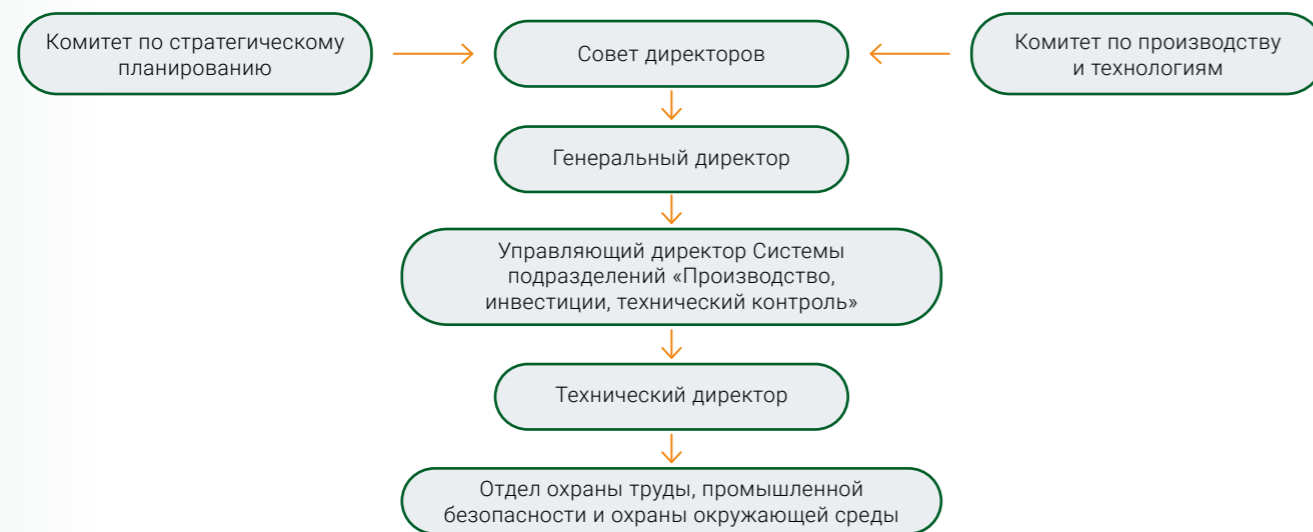 Комитет по стратегическому
планированию
Совет директоров
Комитет по производству
и технологиям
Генеральный директор
Управляющий директор Системы
подразделений «Производство,
инвестиции, технический контроль»
Технический директор
Отдел охраны труды, промышленной
безопасности и охраны окружающей среды